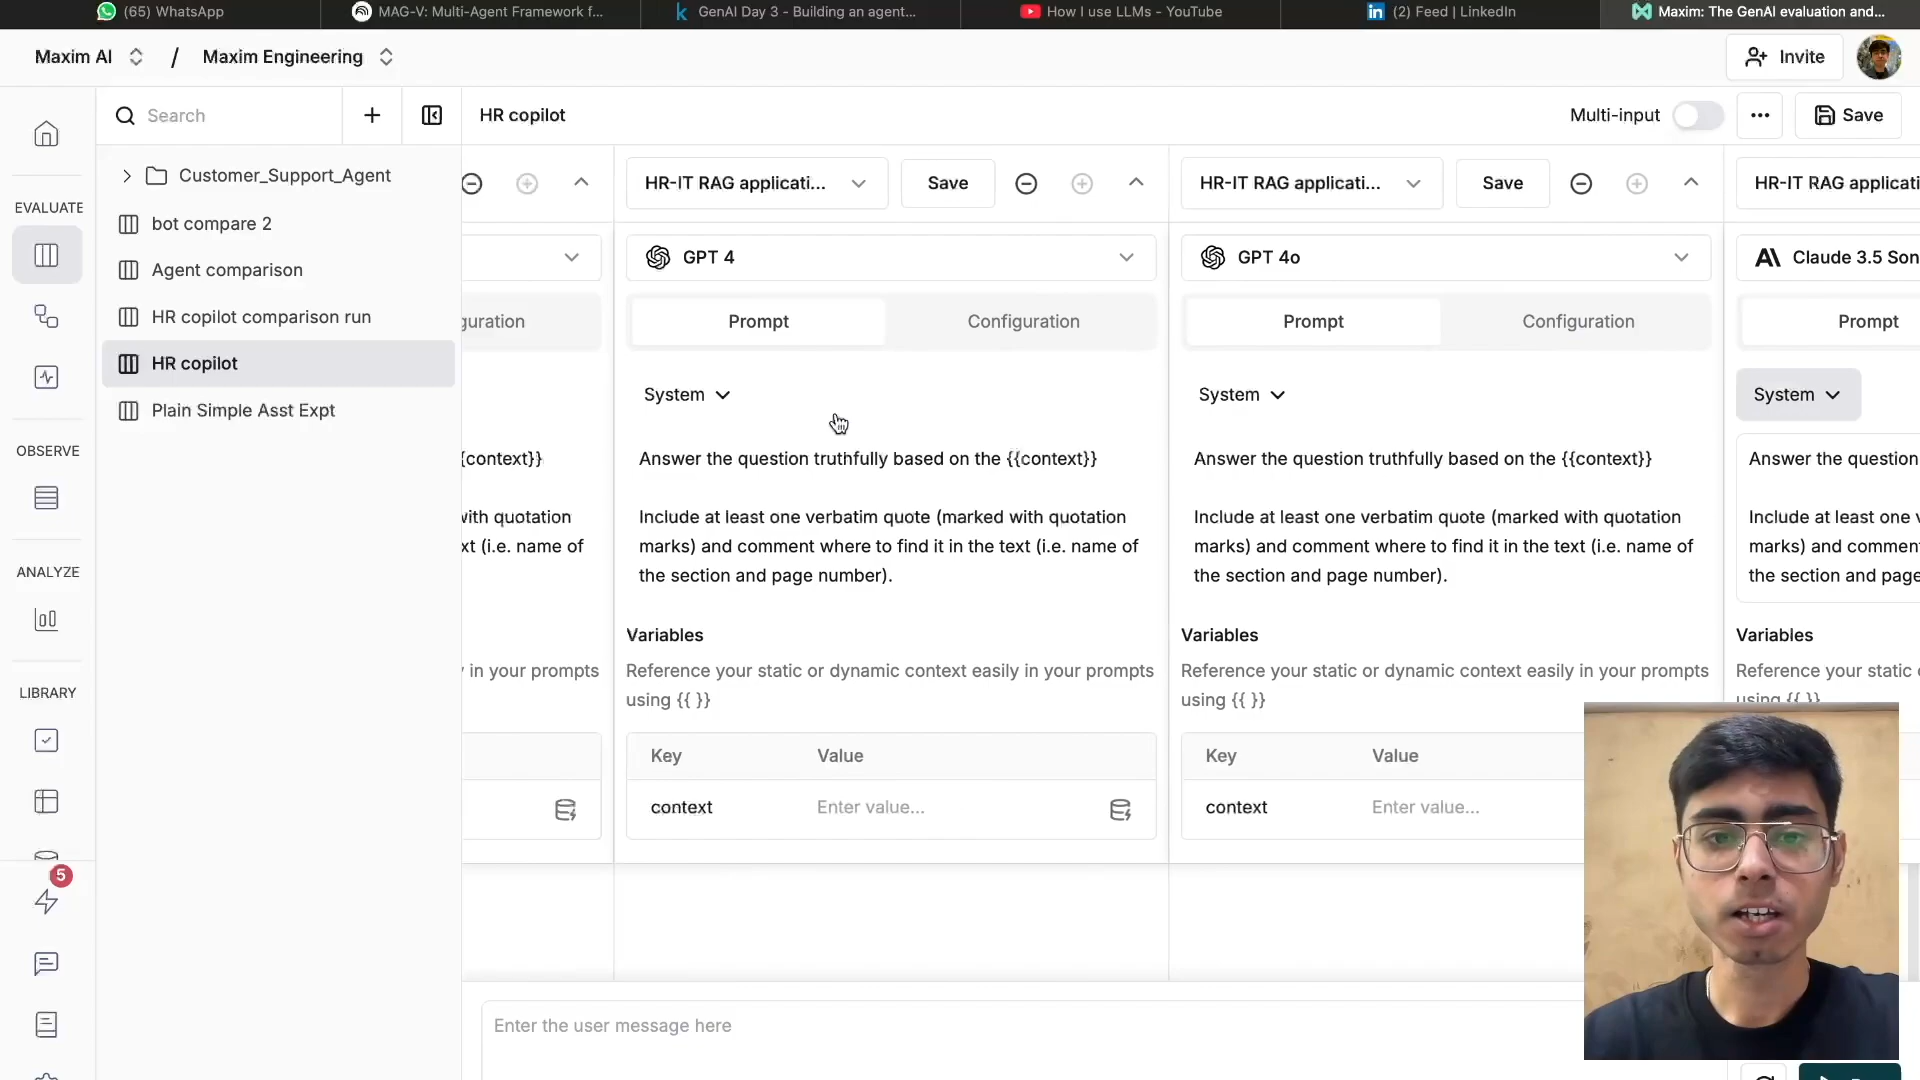 (65) WhatsApp
MAG-V: Multi-Agent Framework f...
GenAI Day 3 - Building an agent...
How I use LLMs - YouTube
(2) Feed | LinkedIn
Maxim: The GenAI evaluation and...
Maxim AI / Maxim Engineering
Invite
Search
HR copilot
Multi-input
Save
EVALUATE
OBSERVE
ANALYZE
LIBRARY
5
Customer_Support_Agent
bot compare 2
Agent comparison
HR copilot comparison run
HR copilot
Plain Simple Asst Expt
guration
{context}}
with quotation
xt (i.e. name of
in your prompts
HR-IT RAG applicati...
Save
GPT 4
Prompt
Configuration
System
Answer the question truthfully based on the {{context}}
Include at least one verbatim quote (marked with quotation
marks) and comment where to find it in the text (i.e. name of
the section and page number).
Variables
Reference your static or dynamic context easily in your prompts
using {{ }}
Key Value
context Enter value...
HR-IT RAG applicati...
Save
GPT 4o
Prompt
Configuration
System
Answer the question truthfully based on the {{context}}
Include at least one verbatim quote (marked with quotation
marks) and comment where to find it in the text (i.e. name of
the section and page number).
Variables
Reference your static or dynamic context easily in your prompts
using {{ }}
Key Value
context Enter value...
HR-IT RAG applicati
Claude 3.5 Son
Prompt
System
Answer the question
Include at least one v
marks) and comment
the section and page
Variables
Reference your static
using {{ }}
Enter the user message here